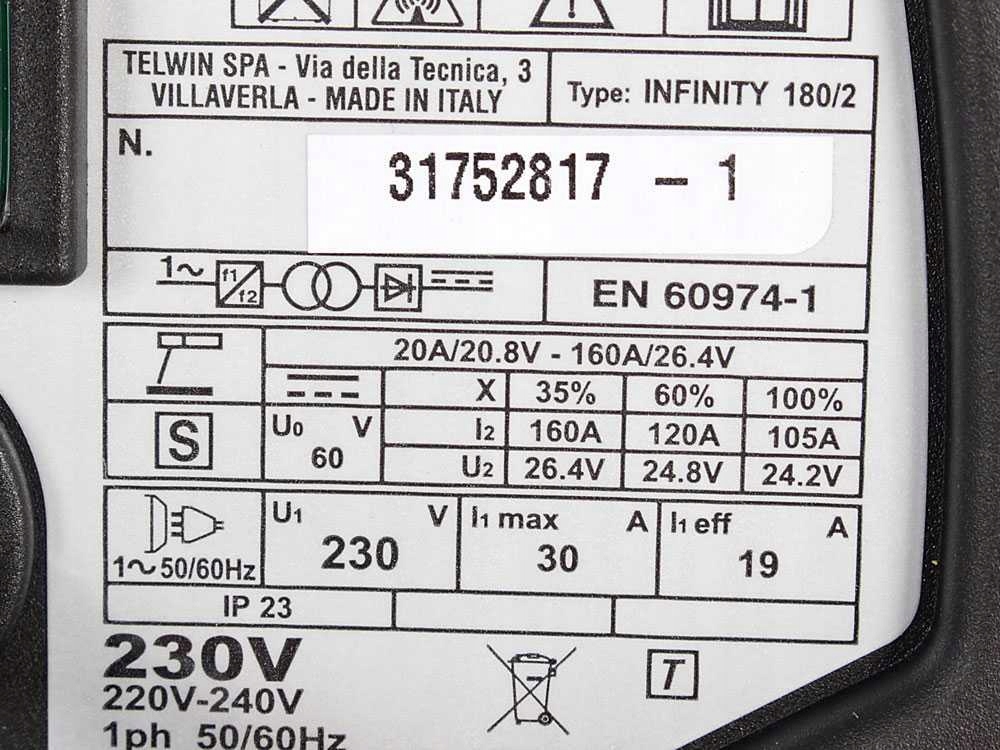 TELWIN SPA - Via della Tecnica, 3
VILLAVERLA - MADE IN ITALY
Type: INFINITY 180/2
N.
31752817 - 1
1~ f1 f2
EN 60974-1
20A/20.8V - 160A/26.4V
X 35% 60% 100%
S
U0 V
60
I2 160A 120A 105A
U2 26.4V 24.8V 24.2V
1~50/60Hz
U1 V
230
I1 max A
30
I1 eff A
19
IP 23
230V
220V-240V
1ph 50/60Hz
T